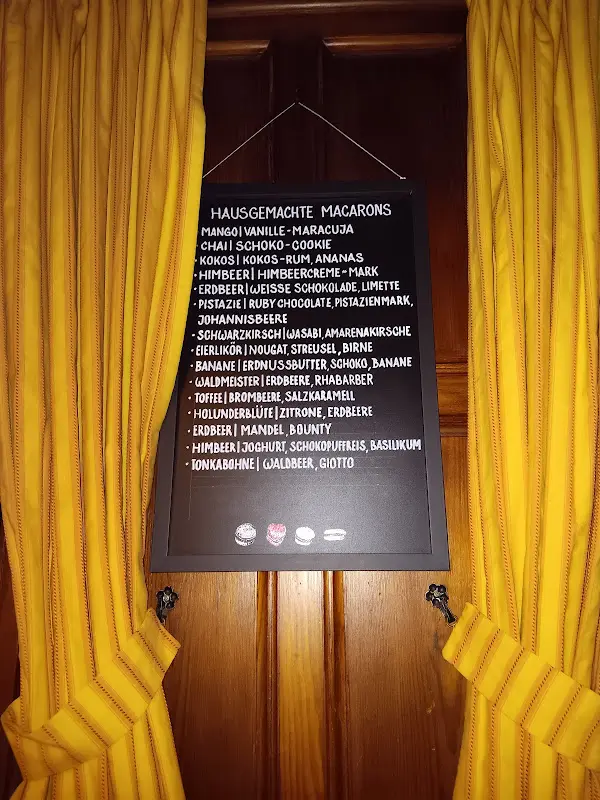 HAUSGEMACHTE MACARONS
MANGO | VANILLE - MARACUJA
CHAI | SCHOKO - COOKIE
• KOKOS | KOKOS - RUM, ANANAS
• HIMBEER | HIMBEERCREME - MARK
• ERDBEER | WEISSE SCHOKOLADE, LIMETTE
• PISTAZIE | RUBY CHOCOLATE, PISTAZIENMARK,
JOHANNISBEERE
• SCHWARZKIRSCH | WASABI, AMARENAKIRSCHE
• EIERLIKÖR | NOUGAT, STREUSEL, BIRNE
• BANANE | ERDNUSSBUTTER, SCHOKO, BANANE
• WALDMEISTER | ERDBEERE, RHABARBER
• TOFFEE | BROMBEERE, SALZKARAMELL
• HOLUNDERBLÜTE | ZITRONE, ERDBEERE
• ERDBEER | MANDEL, BOUNTY
• HIMBEER | JOGHURT, SCHOKOPUFFREIS, BASILIKUM
• TONKABOHNE | WALDBEER, GIOTTO